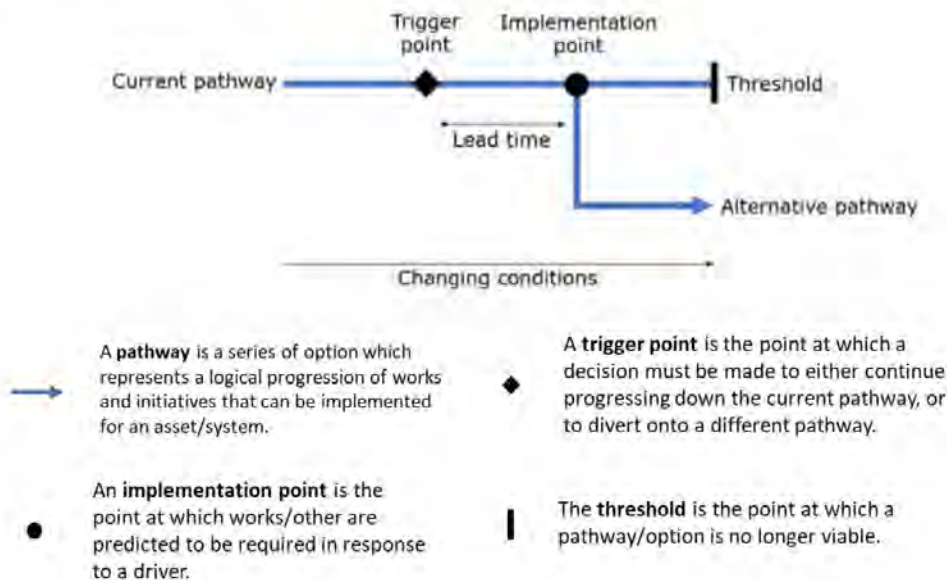 Trigger
point
Implementation
point
Current pathway
Threshold
Lead time
Alternative pathway
Changing conditions
A pathway is a series of option which
represents a logical progression of works
and initiatives that can be implemented
for an asset/system.
A trigger point is the point at which a
decision must be made to either continue
progressing down the current pathway, or
to divert onto a different pathway.
An implementation point is the
point at which works/other are
predicted to be required in response
to a driver.
The threshold is the point at which a
pathway/option is no longer viable.